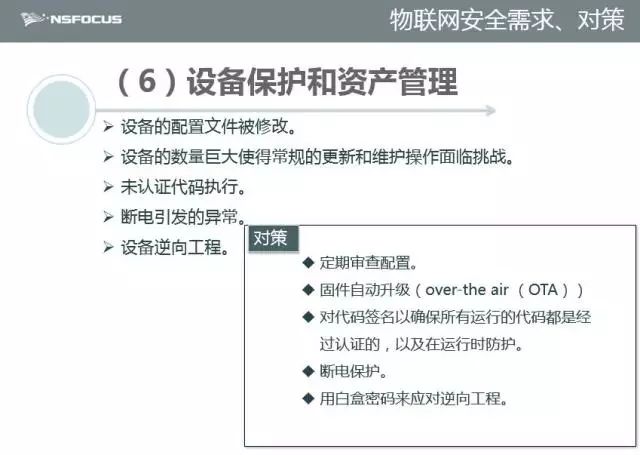 NSFOCUS
物联网安全需求、对策
（6）设备保护和资产管理
➢ 设备的配置文件被修改。
➢ 设备的数量巨大使得常规的更新和维护操作面临挑战。
➢ 未认证代码执行。
➢ 断电引发的异常。
➢ 设备逆向工程。
对策
◆ 定期审查配置。
◆ 固件自动升级（over-the air （OTA））
◆ 对代码签名以确保所有运行的代码都是经
过认证的，以及在运行时防护。
◆ 断电保护。
◆ 用白盒密码来应对逆向工程。